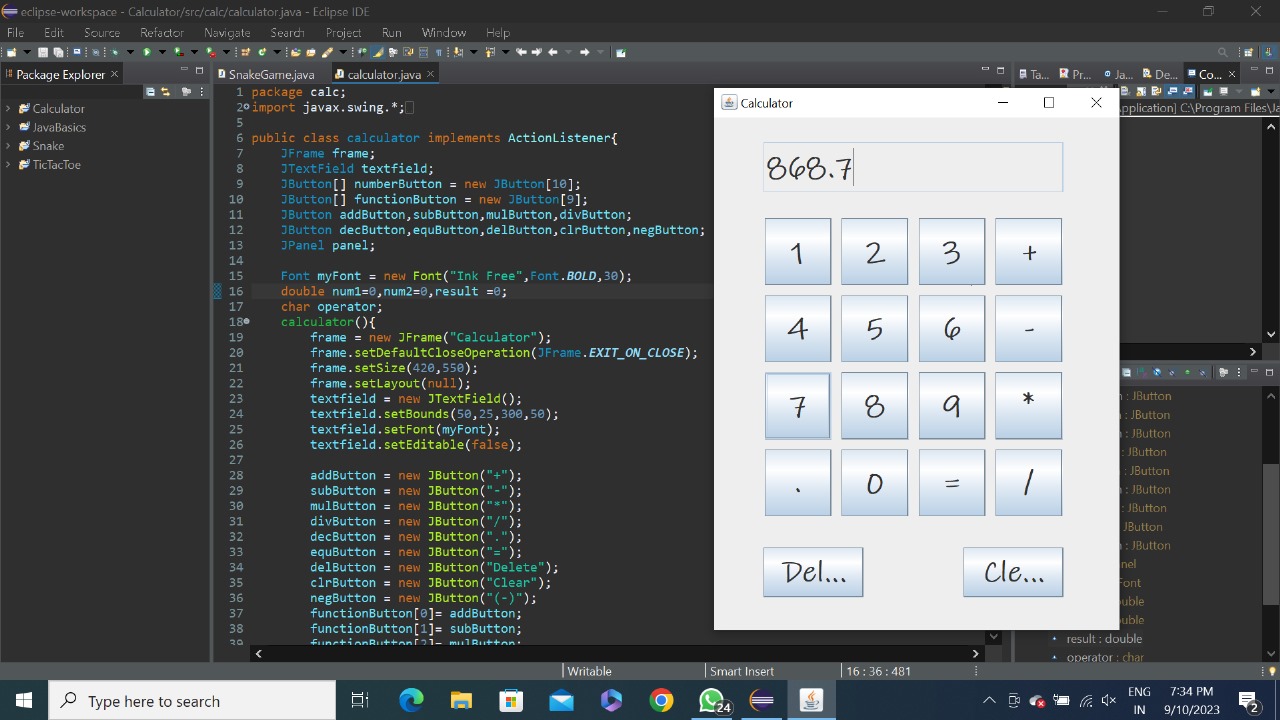 eclipse-workspace - Calculator/src/calc/calculator.java - Eclipse IDE
File Edit Source Refactor Navigate Search Project Run Window Help
Package Explorer
SnakeGame.java
calculator.java
Ta...
Pr...
Ja...
De...
Co...
Calculator
JavaBasics
Snake
TicTacToe
1 package calc;
2 import javax.swing.*;
6 public class calculator implements ActionListener{
7 JFrame frame;
8 JTextField textfield;
9 JButton[] numberButton = new JButton[10];
10 JButton[] functionButton = new JButton[9];
11 JButton addButton,subButton,mulButton,divButton;
12 JButton decButton,equButton,delButton,clrButton,negButton;
13 JPanel panel;
14
15 Font myFont = new Font("Ink Free",Font.BOLD,30);
16 double num1=0,num2=0,result =0;
17 char operator;
18 calculator(){
19 frame = new JFrame("Calculator");
20 frame.setDefaultCloseOperation(JFrame.EXIT_ON_CLOSE);
21 frame.setSize(420,550);
22 frame.setLayout(null);
23 textfield = new JTextField();
24 textfield.setBounds(50,25,300,50);
25 textfield.setFont(myFont);
26 textfield.setEditable(false);
27
28 addButton = new JButton("+");
29 subButton = new JButton("-");
30 mulButton = new JButton("*");
31 divButton = new JButton("/");
32 decButton = new JButton(".");
33 equButton = new JButton("=");
34 delButton = new JButton("Delete");
35 clrButton = new JButton("Clear");
36 negButton = new JButton("(-)");
37 functionButton[0]= addButton;
38 functionButton[1]= subButton;
39 functionButton[2]= mulButton;
Calculator
868.7
1 2 3 +
4 5 6 -
7 8 9 *
. 0 = /
Del... Cle...
pplication] C:\Program Files\Ja
: JButton
: JButton
: JButton
: JButton
: JButton
: JButton
: JButton
: JButton
: JButton
nel
ont
uble
uble
result : double
operator : char
Writable
Smart Insert
16 : 36 : 481
Type here to search
24
ENG
IN
7:34 PM
9/10/2023
2